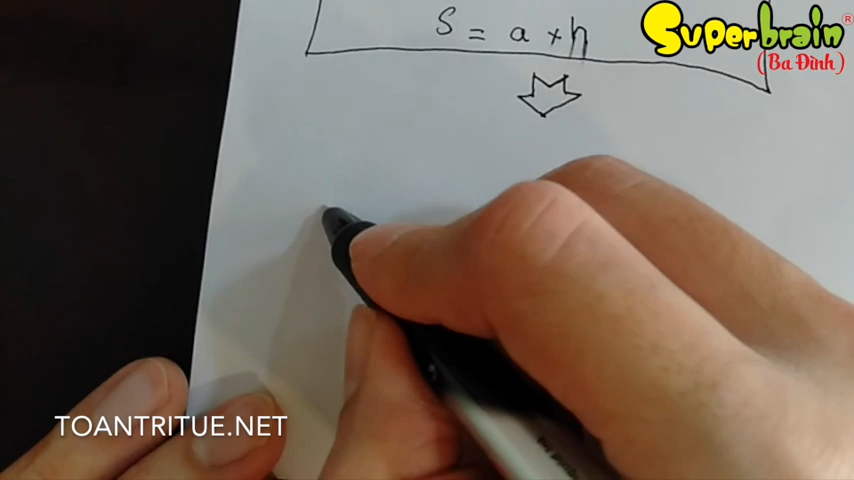 S = a × h
Superbrain ®
(Ba Đình)
TOANTRITUE.NET